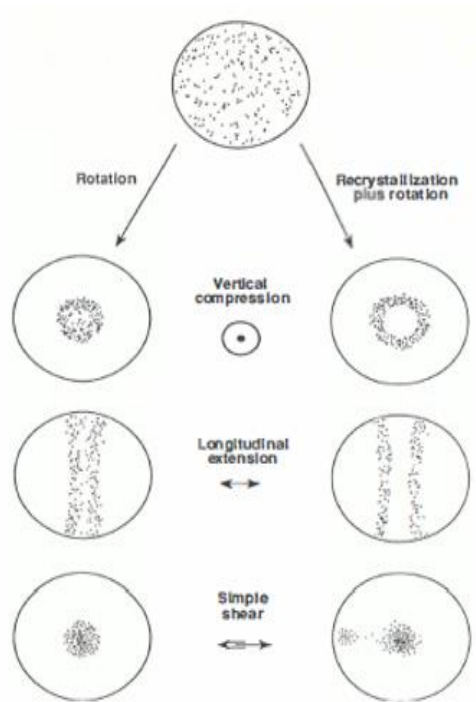 Rotation
Recrystallization
plus rotation
Vertical
compression
Longitudinal
extension
Simple
shear